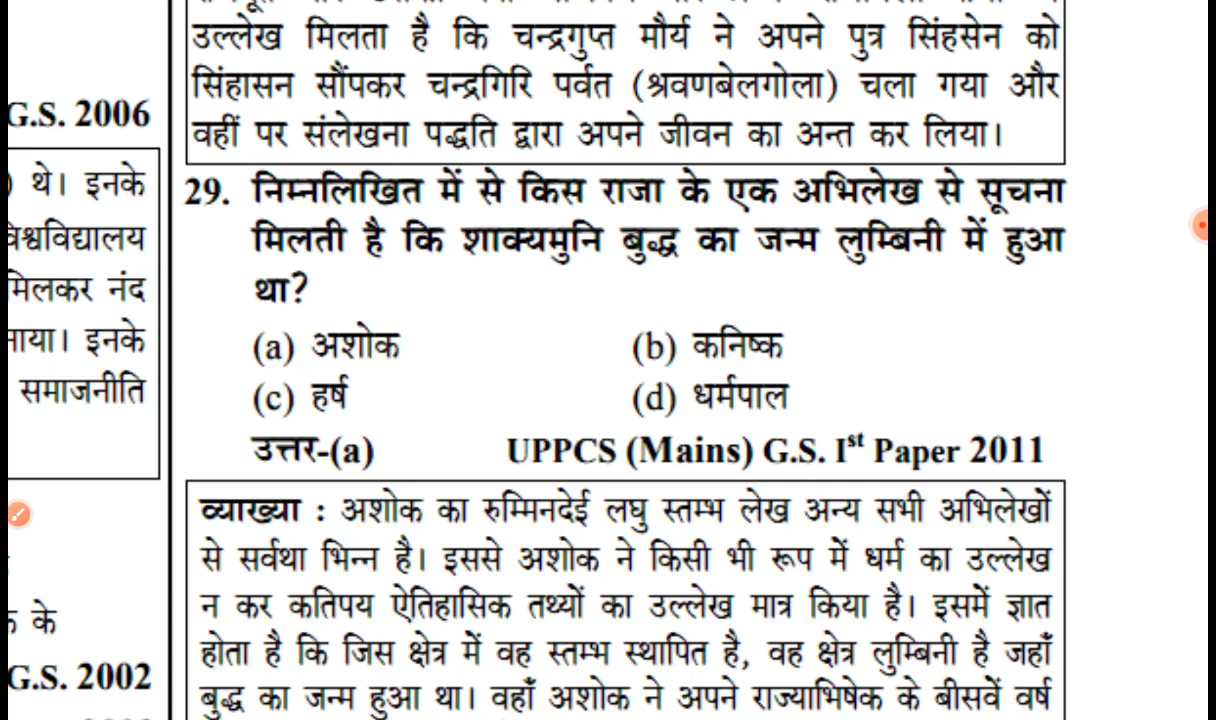 उल्लेख मिलता है कि चन्द्रगुप्त मौर्य ने अपने पुत्र सिंहसेन को
सिंहासन सौंपकर चन्द्रगिरि पर्वत (श्रवणबेलगोला) चला गया और
वहीं पर संलेखना पद्धति द्वारा अपने जीवन का अन्त कर लिया।
G.S. 2006
) थे। इनके
मिलकर नंद
इनके
समाजनीति
के
G.S. 2002
29. निम्नलिखित में से किस राजा के एक अभिलेख से सूचना
मिलती है कि शाक्यमुनि बुद्ध का जन्म लुम्बिनी में हुआ
था?
(a) अशोक (b) कनिष्क
(c) हर्ष (d) धर्मपाल
उत्तर-(a) UPPCS (Mains) G.S. Ist Paper 2011
व्याख्या : अशोक का रुम्मिनदेई लघु स्तम्भ लेख अन्य सभी अभिलेखों
से सर्वथा भिन्न है। इससे अशोक ने किसी भी रूप में धर्म का उल्लेख
न कर कतिपय ऐतिहासिक तथ्यों का उल्लेख मात्र किया है। इसमें ज्ञात
होता है कि जिस क्षेत्र में वह स्तम्भ स्थापित है, वह क्षेत्र लुम्बिनी है जहाँ
बुद्ध का जन्म हुआ था। वहाँ अशोक ने अपने राज्याभिषेक के बीसवें वर्ष